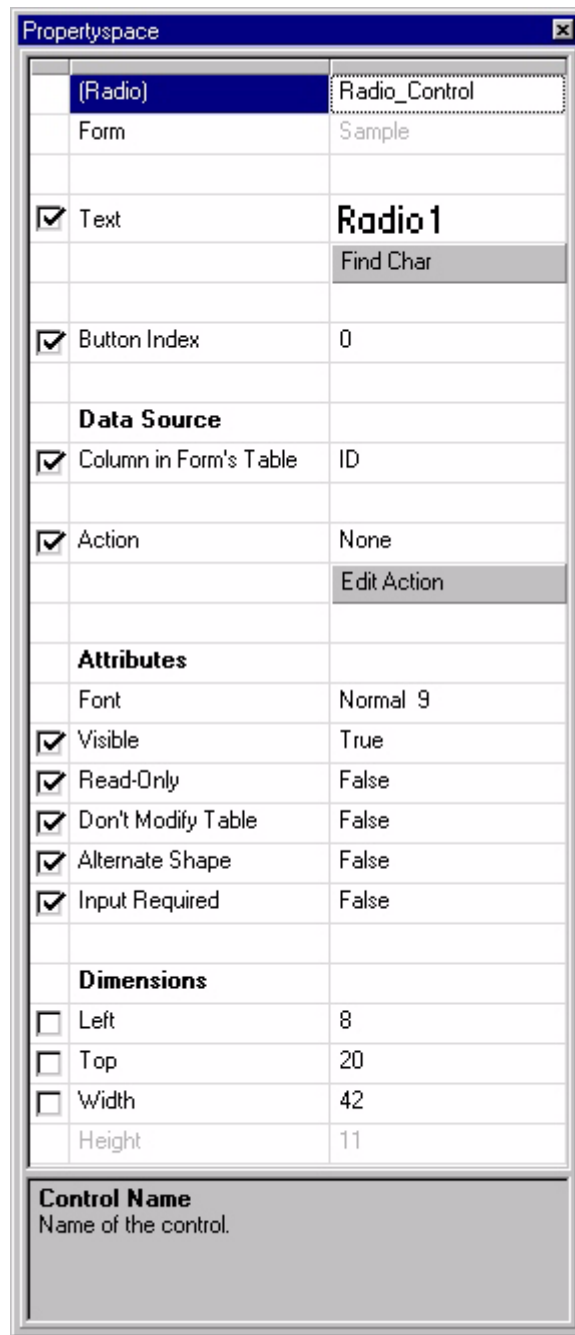 Propertyspace
(Radio) Radio_Control
Form Sample
Text Radio1
Find Char
Button Index 0
Data Source
Column in Form's Table ID
Action None
Edit Action
Attributes
Font Normal 9
Visible True
Read-Only False
Don't Modify Table False
Alternate Shape False
Input Required False
Dimensions
Left 8
Top 20
Width 42
Height 11
Control Name
Name of the control.